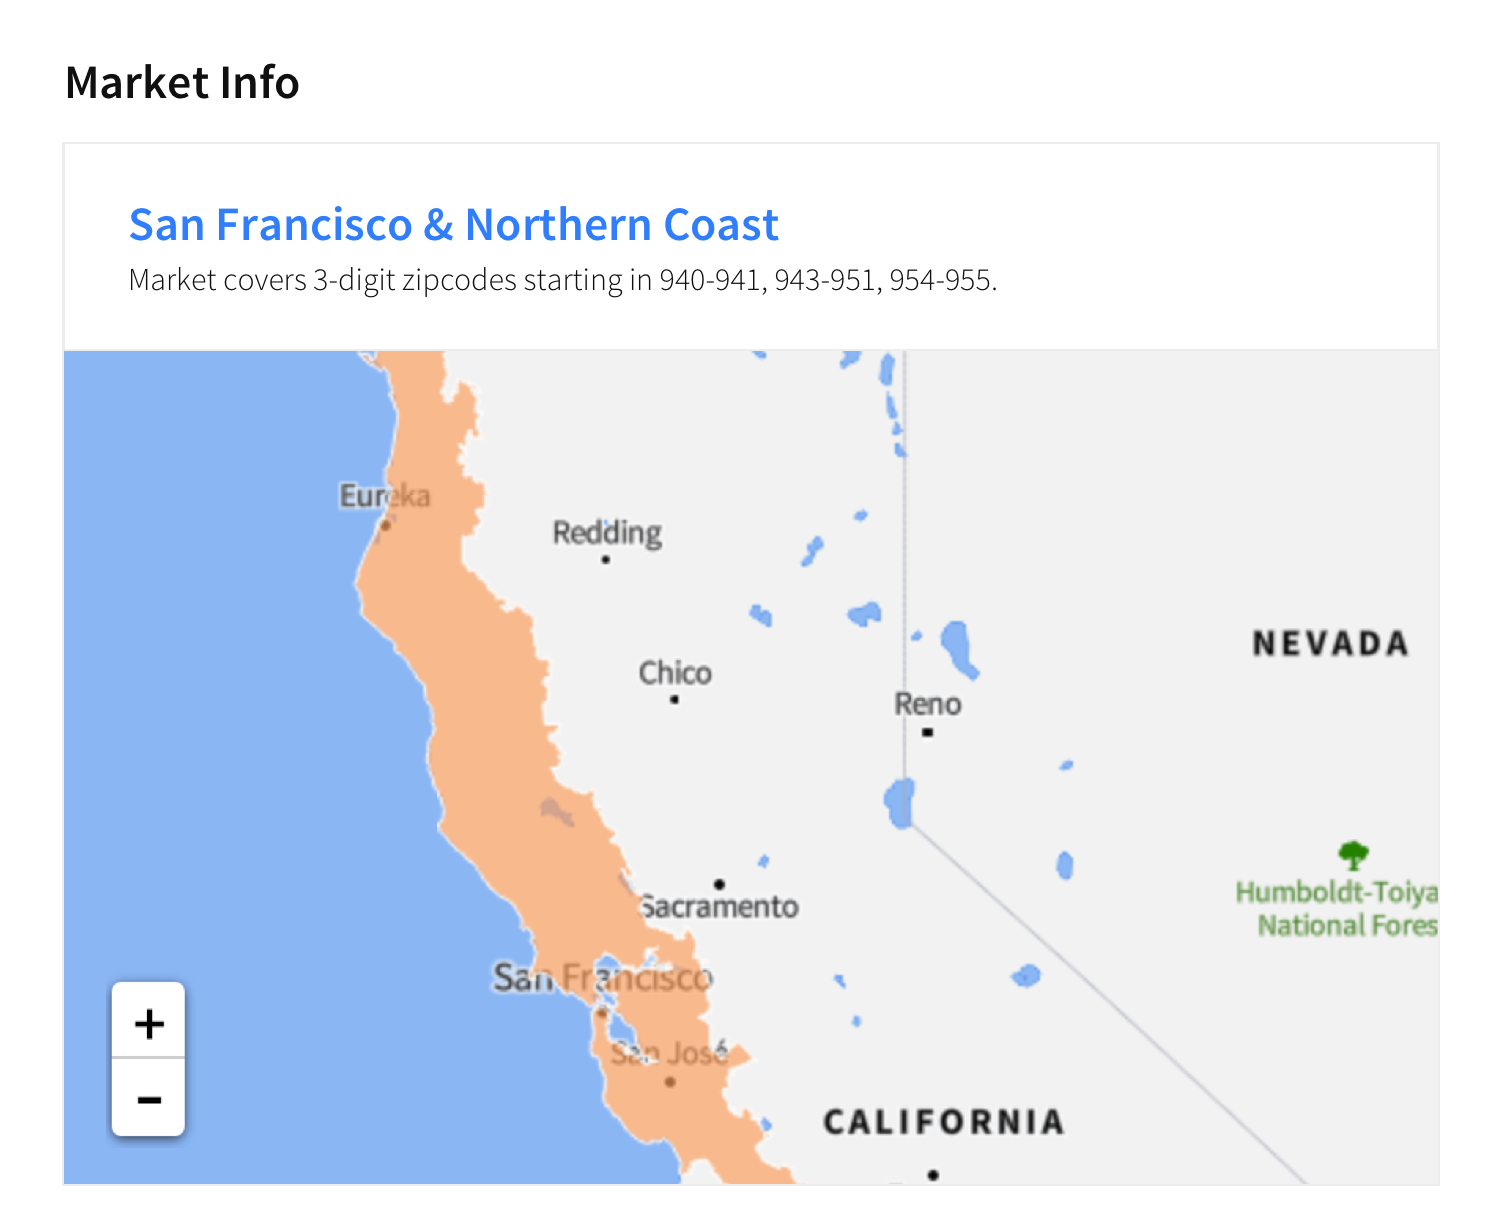 Market Info
San Francisco & Northern Coast
Market covers 3-digit zipcodes starting in 940-941, 943-951, 954-955.
Eureka
Redding
NEVADA
Chico
Reno
Humboldt-Toiya
National Fores
Sacramento
San Francisco
+
San José
−
CALIFORNIA